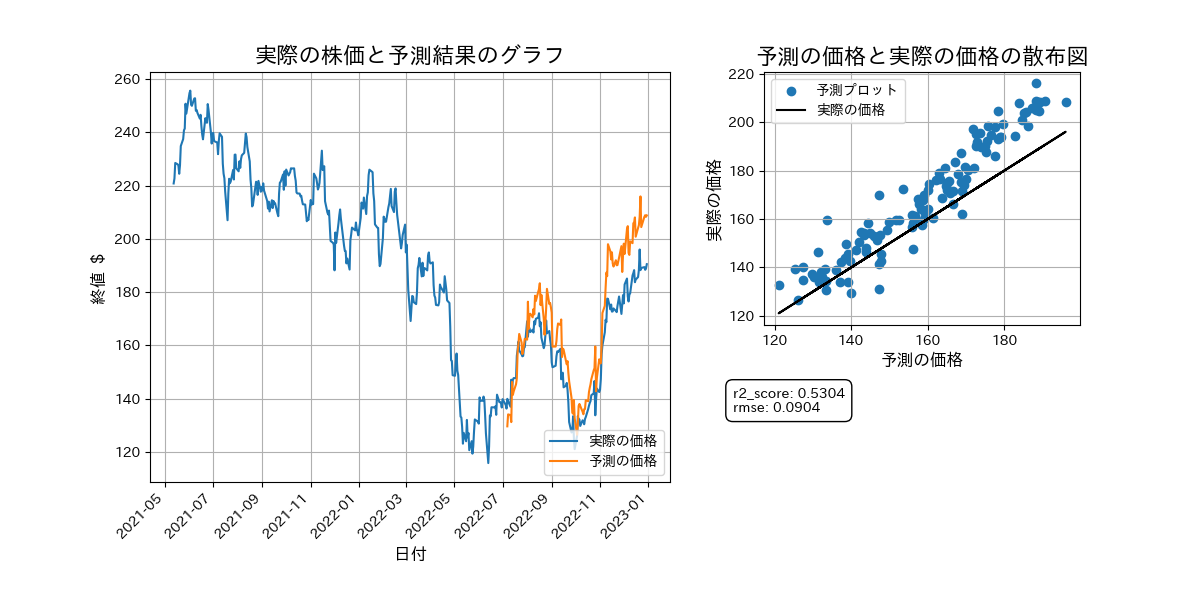 実際の株価と予測結果のグラフ
260
240
220
200
180
160
140
120
終値 $
2021-05
2021-07
2021-09
2021-11
2022-01
2022-03
2022-05
2022-07
2022-09
2022-11
2023-01
日付
実際の価格
予測の価格
予測の価格と実際の価格の散布図
220
200
180
160
140
120
実際の価格
予測プロット
実際の価格
120
140
160
180
予測の価格
r2_score: 0.5304
rmse: 0.0904